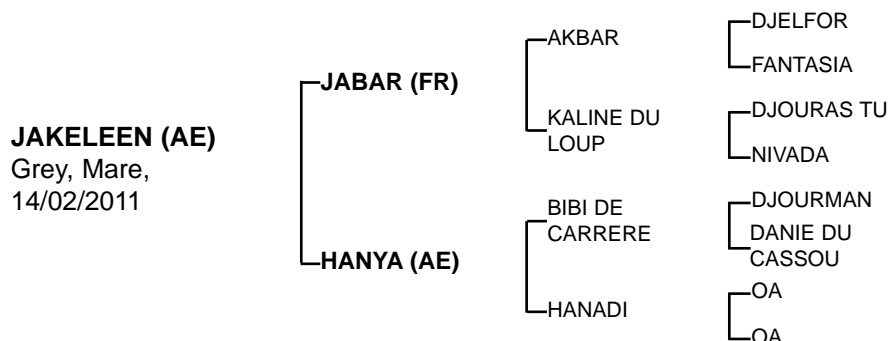 JAKELEEN (AE)
Grey, Mare,
14/02/2011
JABAR (FR)
HANYA (AE)
AKBAR
KALINE DU
LOUP
BIBI DE
CARRERE
HANADI
DJELFOR
FANTASIA
DJOURAS TU
NIVADA
DJOURMAN
DANIE DU
CASSOU
OA
OA